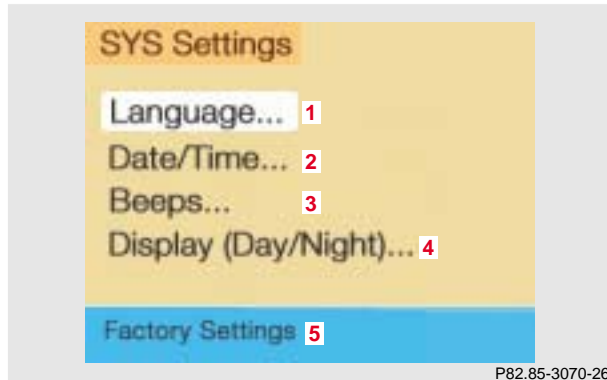 SYS Settings
Language... 1
Date/Time... 2
Beeps... 3
Display (Day/Night)... 4
Factory Settings 5
P82.85-3070-26